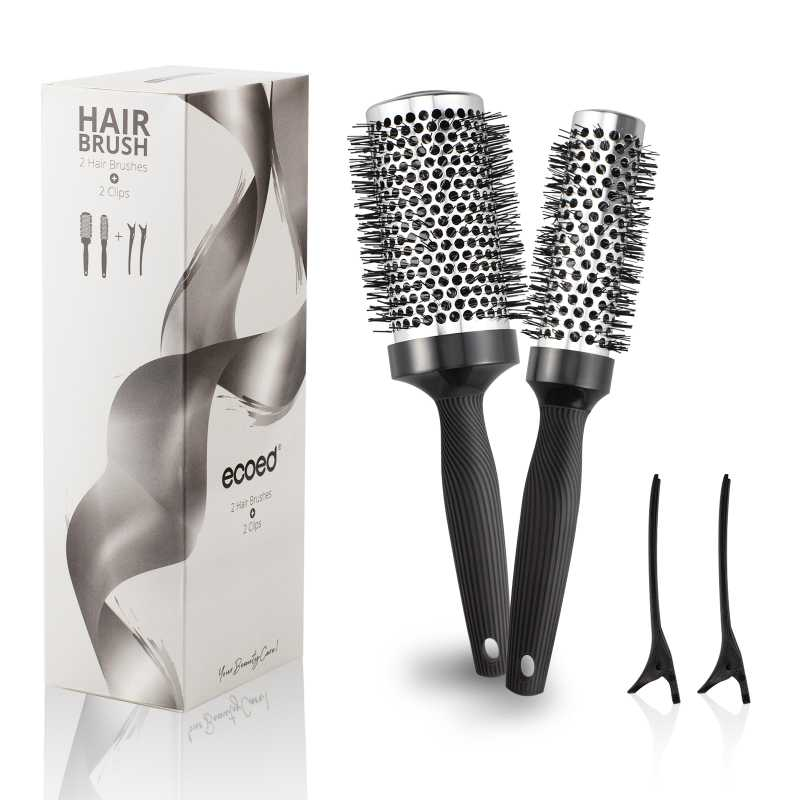 HAIR
BRUSH
2 Hair Brushes
+
2 Clips
+
ecoed®
2 Hair Brushes
+
2 Clips
Your Beauty Care!